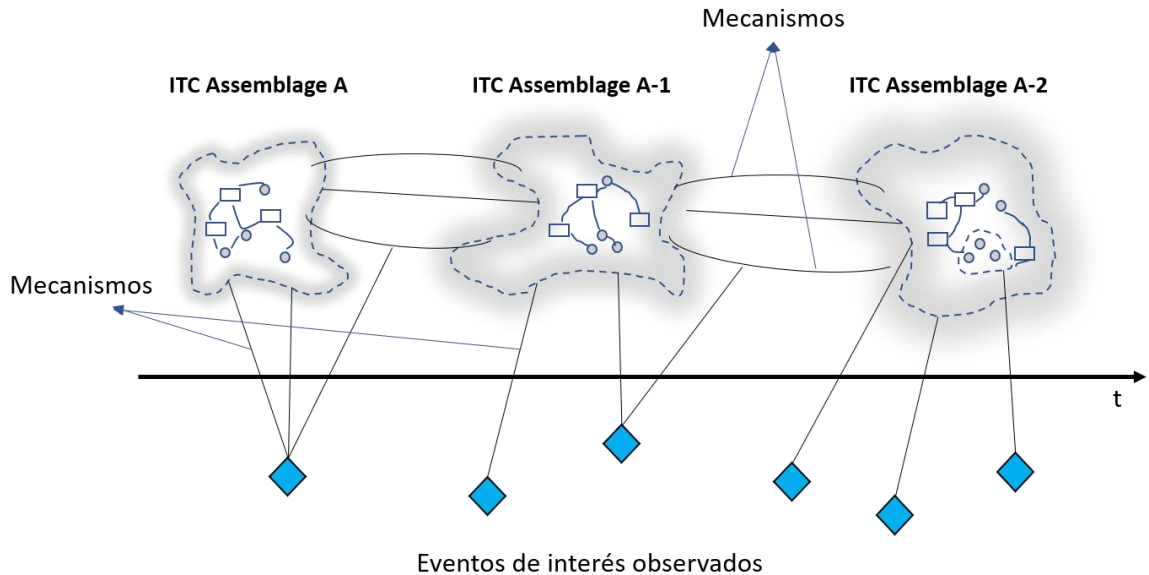 Mecanismos
ITC Assemblage A
ITC Assemblage A-1
ITC Assemblage A-2
Mecanismos
t
Eventos de interés observados